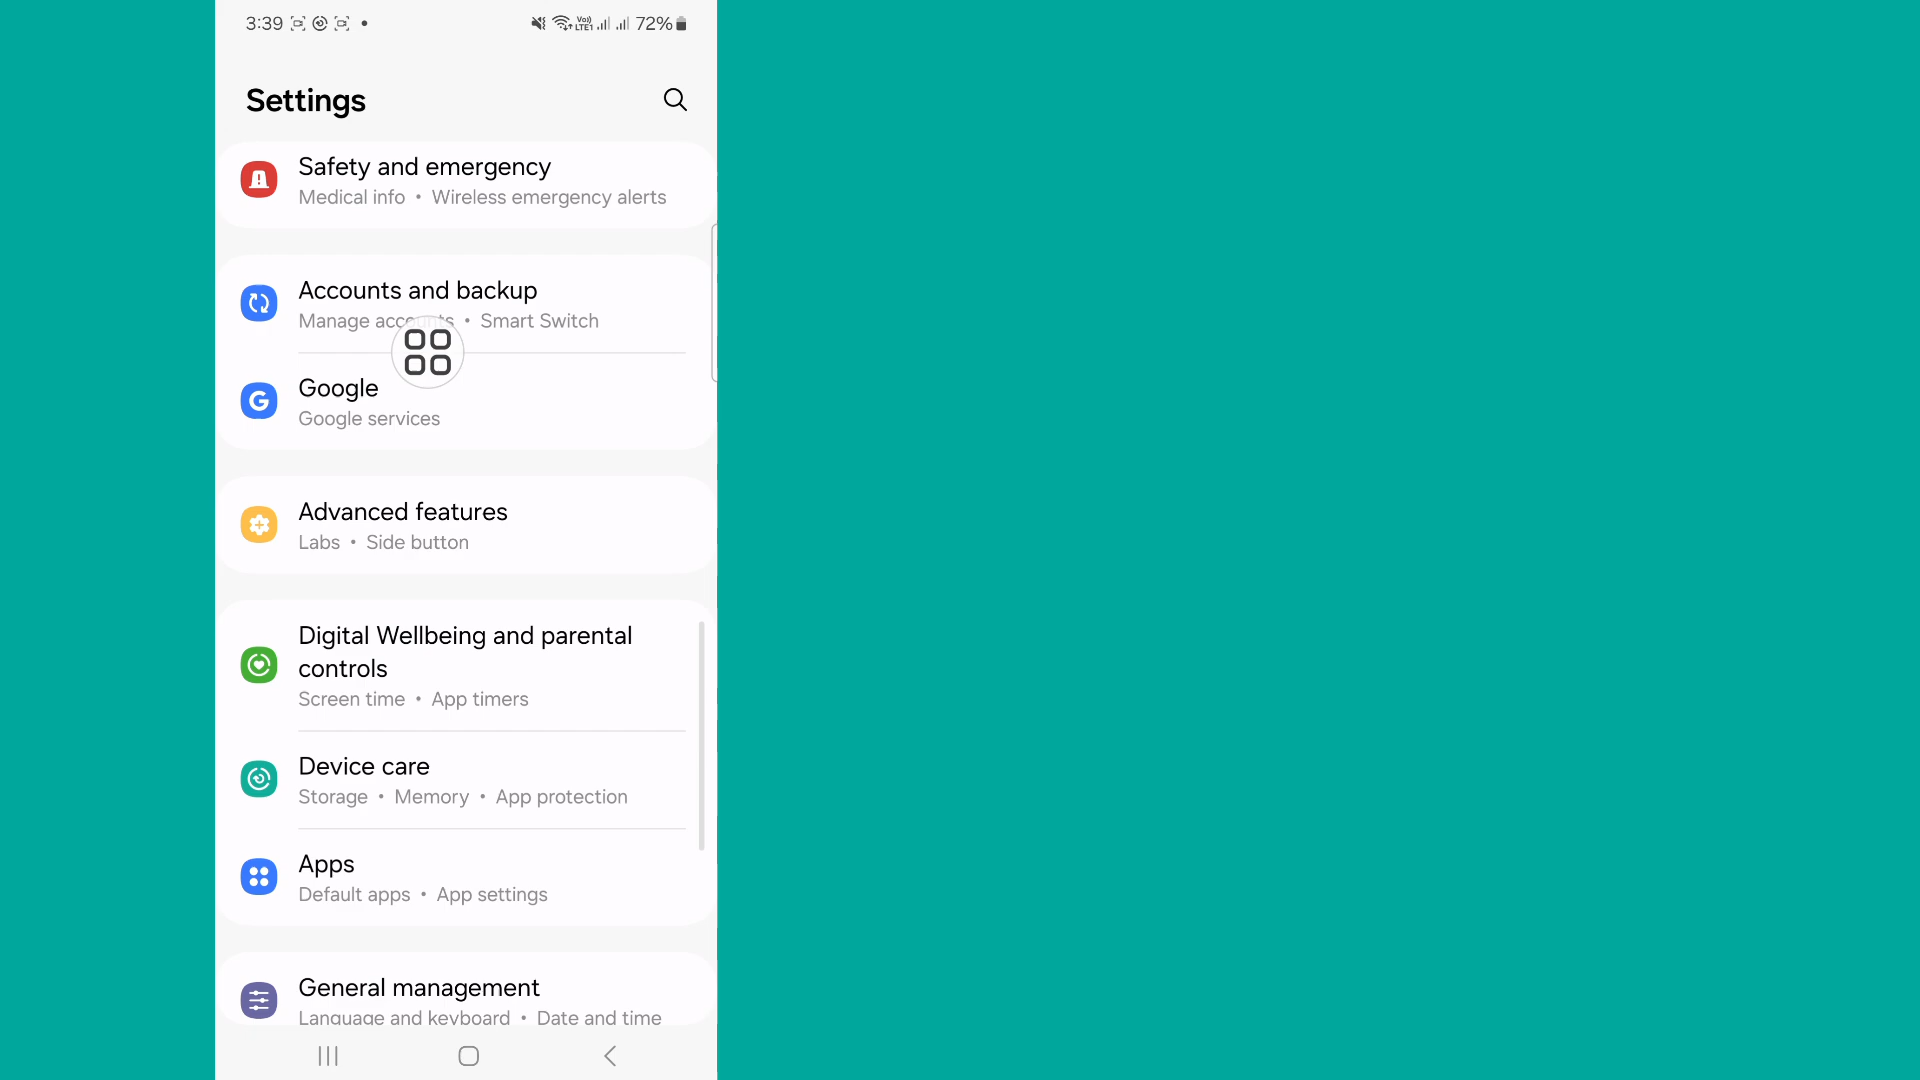 3:39
Vo)) LTE1 72%
Settings
Safety and emergency
Medical info • Wireless emergency alerts
Accounts and backup
Manage accounts • Smart Switch
Google
Google services
Advanced features
Labs • Side button
Digital Wellbeing and parental
controls
Screen time • App timers
Device care
Storage • Memory • App protection
Apps
Default apps • App settings
General management
Language and keyboard • Date and time